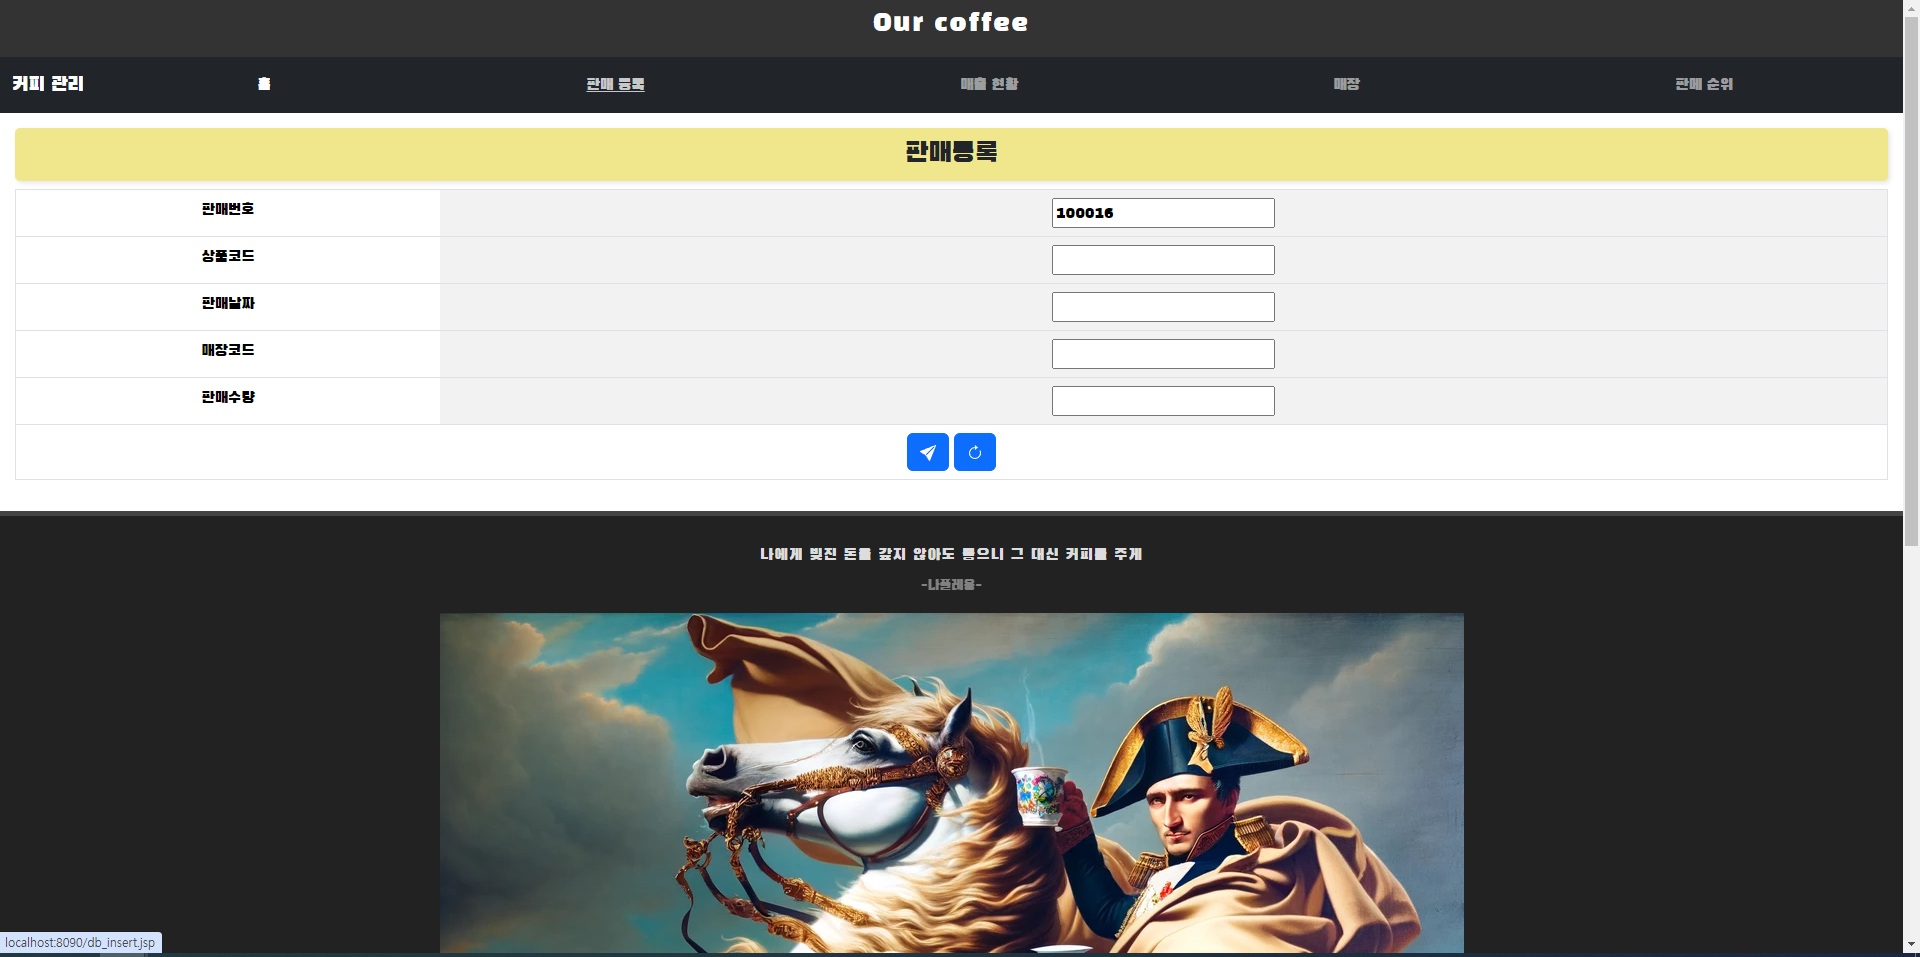 Our coffee
커피 관리 홈 판매 등록 매출 현황 매장 판매 순위
판매등록
판매번호 100016
상품코드
판매날짜
매장코드
판매수량
나에게 빚진 돈을 갚지 않아도 좋으니 그 대신 커피를 주게
-나폴레옹-
localhost:8090/db_insert.jsp